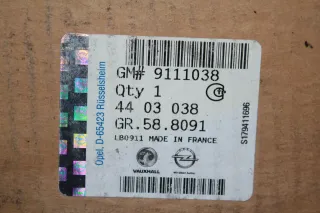 GM# 9111038
Qty 1
44 03 038
GR.58.8091
LB0911 MADE IN FRANCE
VAUXHALL
Opel, D-65423 Rüsselsheim
S179411696